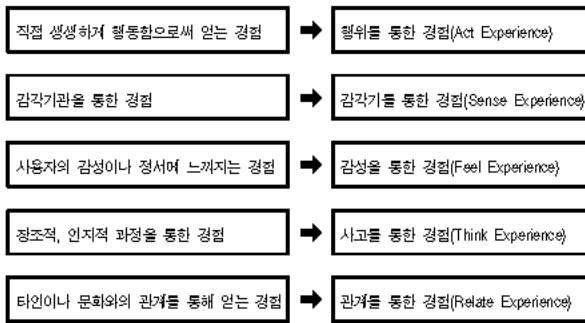 직접 생생하게 행동함으로써 얻는 경험
행위를 통한 경험(Act Experience)
감각기관을 통한 경험
감각기를 통한 경험(Sense Experience)
사용자의 감성이나 정서에 느껴지는 경험
감성을 통한 경험(Feel Experience)
창조적, 인지적 과정을 통한 경험
사고를 통한 경험(Think Experience)
타인이나 문화와의 관계를 통해 얻는 경험
관계를 통한 경험(Relate Experience)